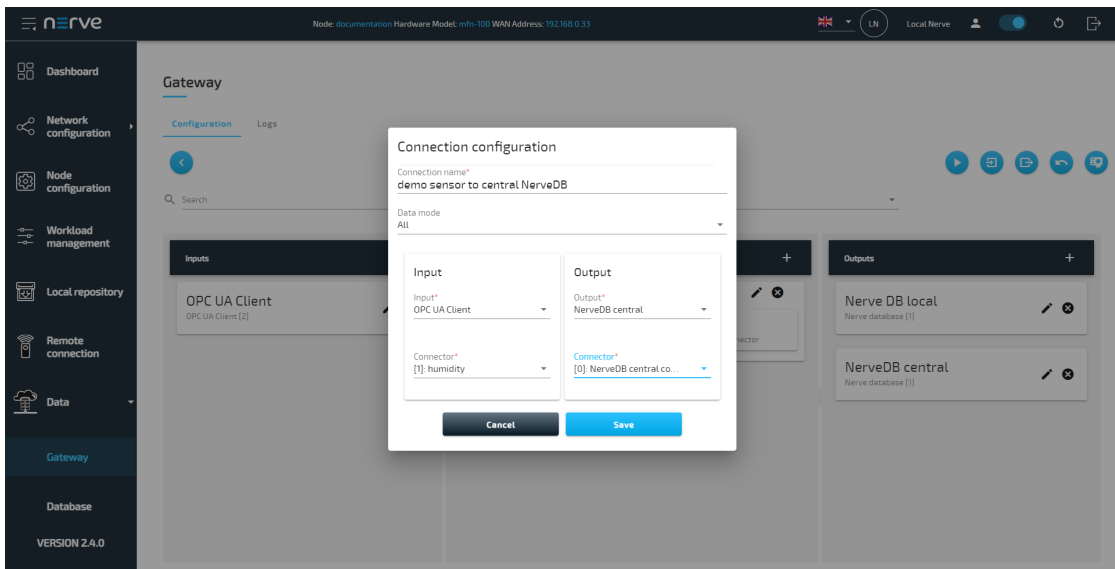 nerve
Node: documentation Hardware Model: mfn-100 WAN Address: 192.168.0.33
LN
Local Nerve
Dashboard
Network
configuration
Node
configuration
Workload
management
Local repository
Remote
connection
Data
Gateway
Database
VERSION 2.4.0
Gateway
Configuration
Logs
Search
Inputs
OPC UA Client
OPC UA Client [2]
Connection configuration
Connection name*
demo sensor to central NerveDB
Data mode
All
Input
Input*
OPC UA Client
Connector*
[1]: humidity
Output
Output*
NerveDB central
Connector*
[0]: NerveDB central co...
Cancel
Save
Outputs
Nerve DB local
Nerve database [1]
NerveDB central
Nerve database [1]